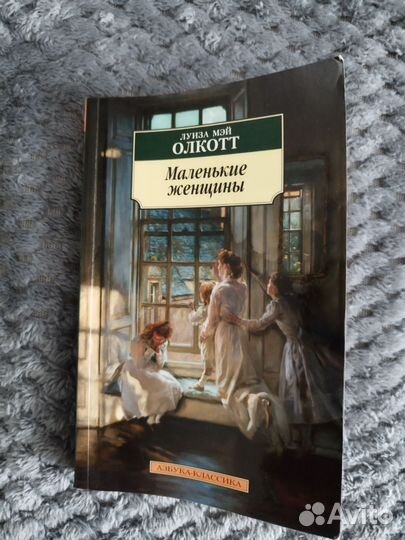 ЛУИЗА МЭЙ
ОЛКОТТ
Маленькие
женщины
АЗБУКА-КЛАССИКА
Avito